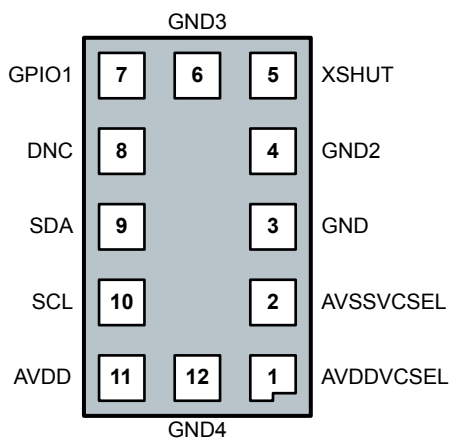 GND3
GPIO1 7 6 5 XSHUT
DNC 8 4 GND2
SDA 9 3 GND
SCL 10 2 AVSSVCSEL
AVDD 11 12 1 AVDDVCSEL
GND4